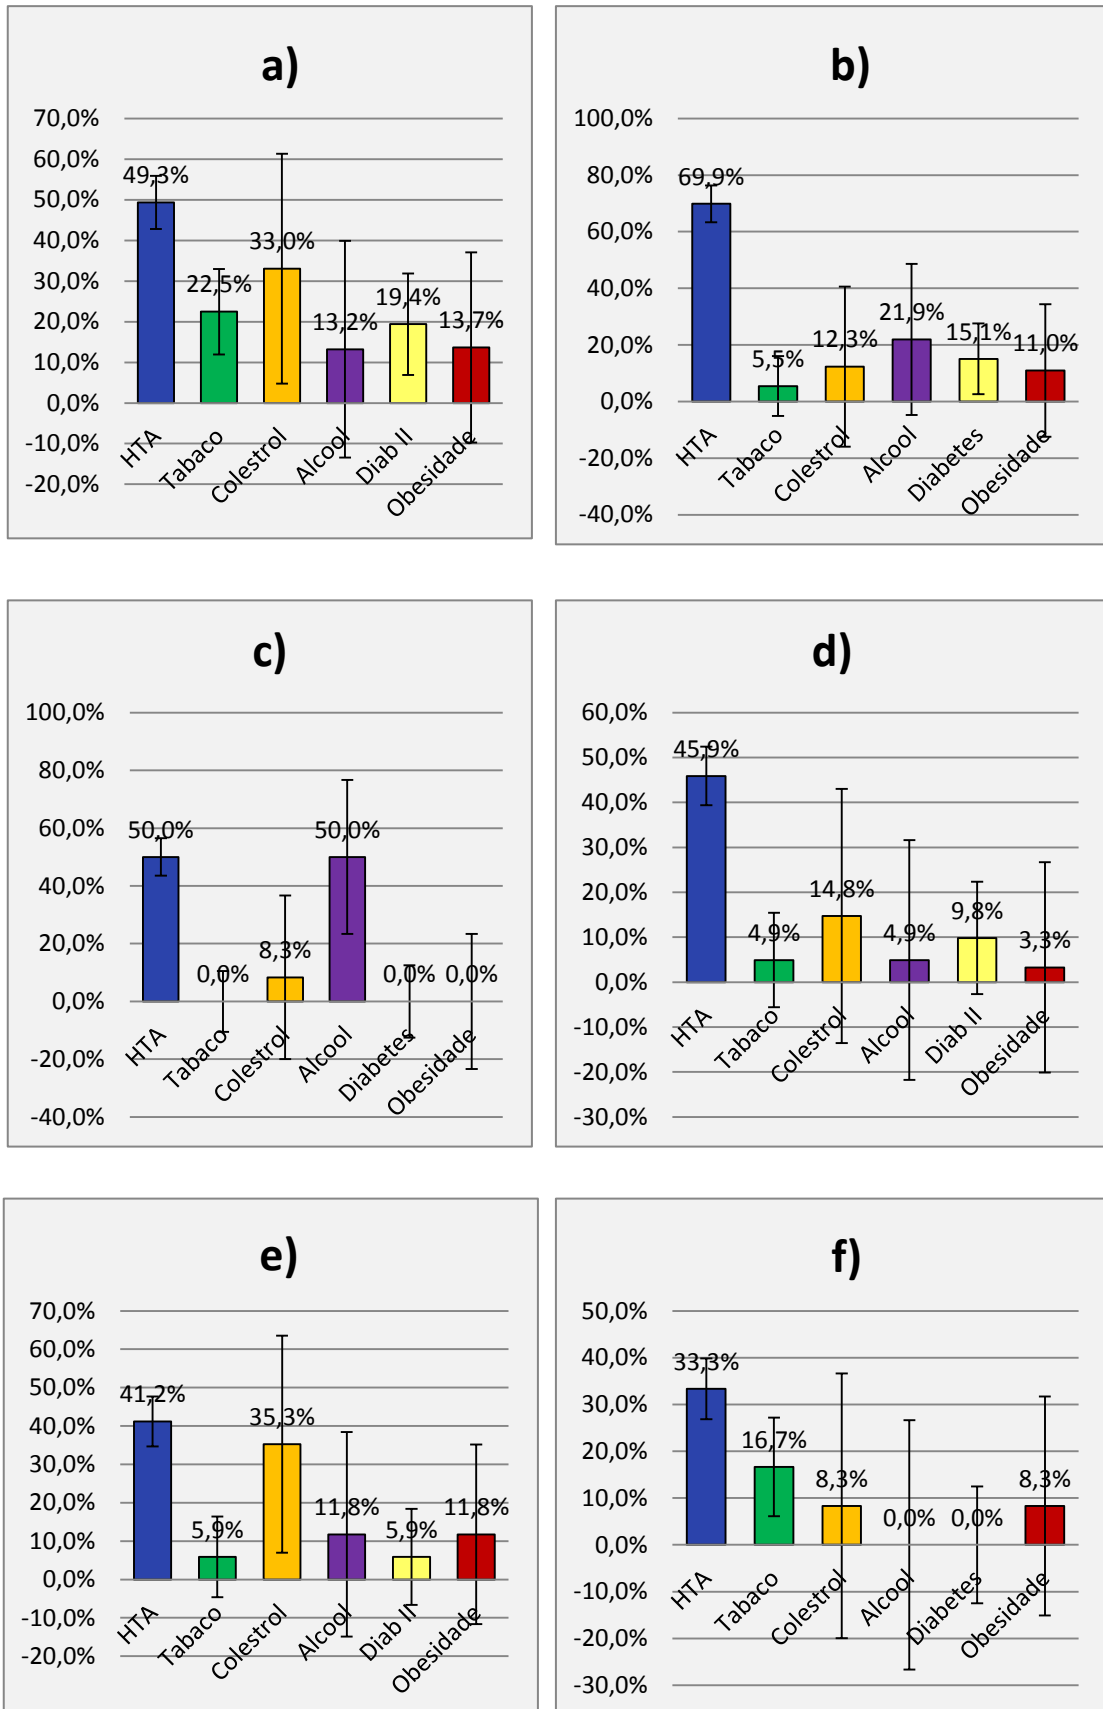 a)
70,0%
60,0%
50,0%
40,0%
30,0%
20,0%
10,0%
0,0%
-10,0%
-20,0%
49,3%
22,5%
33,0%
13,2%
19,4%
13,7%
HTA
Tabaco
Colestrol
Alcool
Diab II
Obesidade
b)
100,0%
80,0%
60,0%
40,0%
20,0%
0,0%
-20,0%
-40,0%
69,9%
5,5%
12,3%
21,9%
15,1%
11,0%
HTA
Tabaco
Colestrol
Alcool
Diabetes
Obesidade
c)
100,0%
80,0%
60,0%
40,0%
20,0%
0,0%
-20,0%
-40,0%
50,0%
0,0%
8,3%
50,0%
0,0%
0,0%
HTA
Tabaco
Colestrol
Alcool
Diabetes
Obesidade
d)
60,0%
50,0%
40,0%
30,0%
20,0%
10,0%
0,0%
-10,0%
-20,0%
-30,0%
45,9%
4,9%
14,8%
4,9%
9,8%
3,3%
HTA
Tabaco
Colestrol
Alcool
Diab II
Obesidade
e)
70,0%
60,0%
50,0%
40,0%
30,0%
20,0%
10,0%
0,0%
-10,0%
-20,0%
41,2%
5,9%
35,3%
11,8%
5,9%
11,8%
HTA
Tabaco
Colestrol
Alcool
Diab II
Obesidade
f)
50,0%
40,0%
30,0%
20,0%
10,0%
0,0%
-10,0%
-20,0%
-30,0%
33,3%
16,7%
8,3%
0,0%
0,0%
8,3%
HTA
Tabaco
Colestrol
Alcool
Diabetes
Obesidade